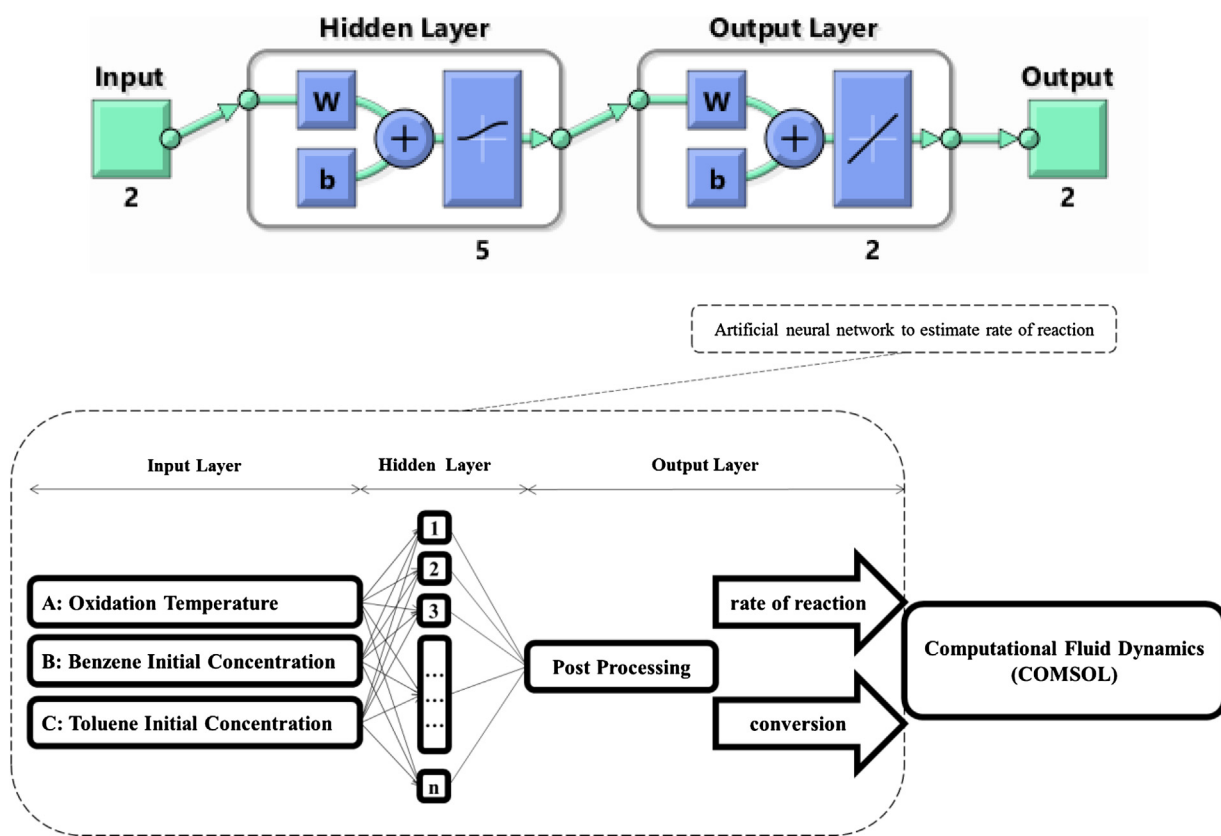 Hidden Layer
Output Layer
Input
Output
W
W
+
+
b
b
2
2
5
2
Artificial neural network to estimate rate of reaction
Input Layer
Hidden Layer
Output Layer
1
2
3
...
...
...
n
A: Oxidation Temperature
B: Benzene Initial Concentration
C: Toluene Initial Concentration
Post Processing
rate of reaction
conversion
Computational Fluid Dynamics
(COMSOL)